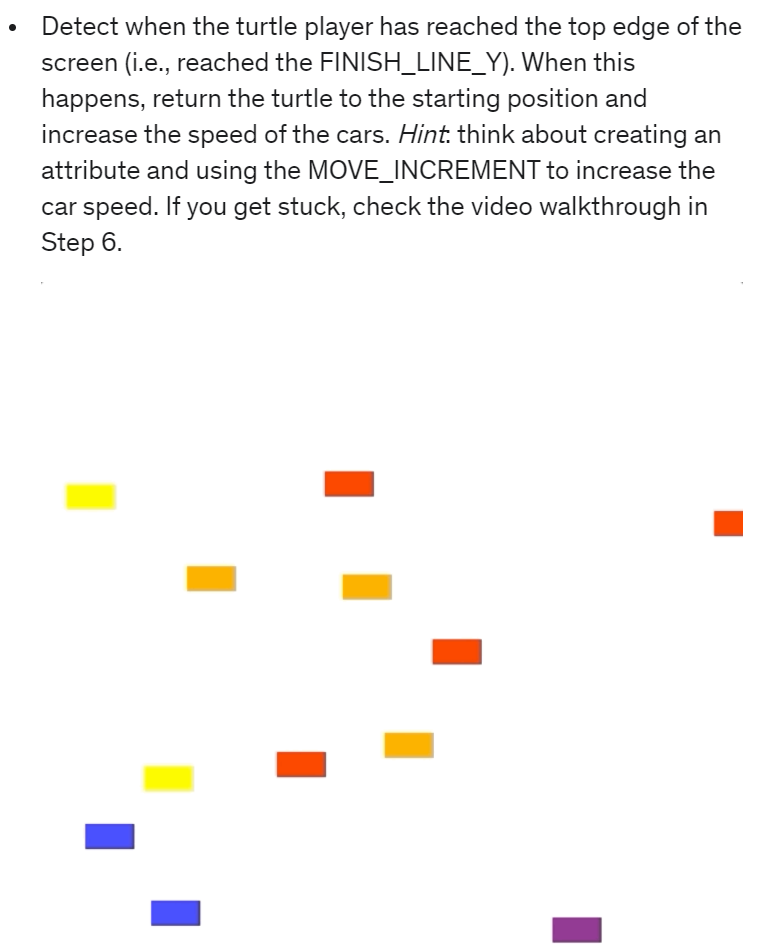 • Detect when the turtle player has reached the top edge of the
screen (i.e., reached the FINISH_LINE_Y). When this
happens, return the turtle to the starting position and
increase the speed of the cars. Hint: think about creating an
attribute and using the MOVE_INCREMENT to increase the
car speed. If you get stuck, check the video walkthrough in
Step 6.